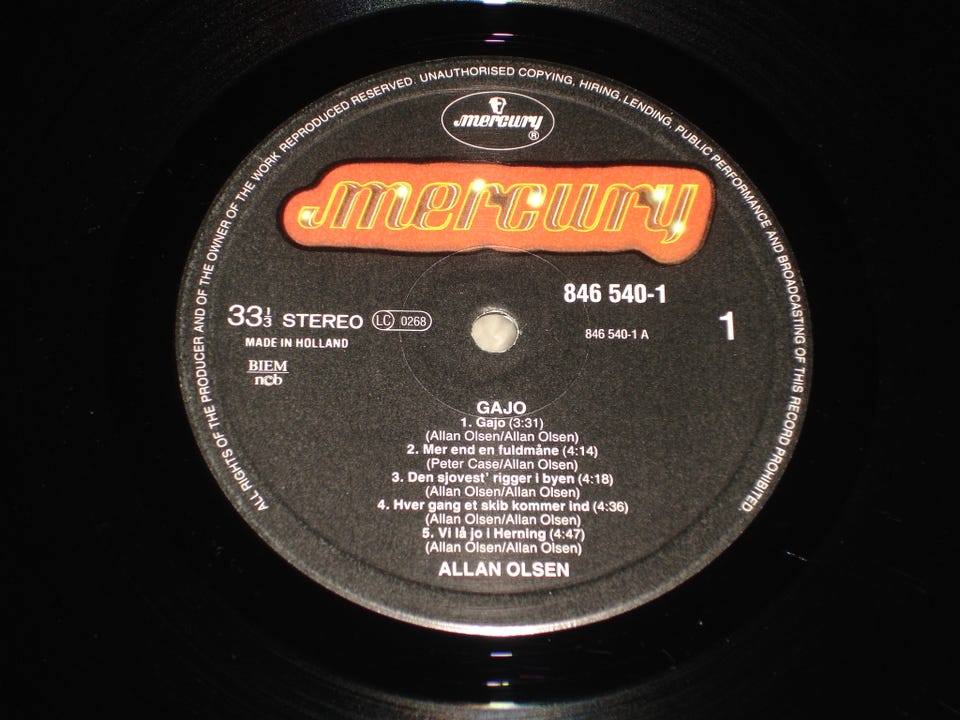 ALL RIGHTS OF THE PRODUCER AND OF THE OWNER OF THE WORK REPRODUCED RESERVED. UNAUTHORISED COPYING, HIRING, LENDING, PUBLIC PERFORMANCE AND BROADCASTING OF THIS RECORD PROHIBITED.
mercury ®
mercury
846 540-1
33⅓ STEREO LC 0268
846 540-1 A
1
MADE IN HOLLAND
BIEM
ncb
GAJO
1. Gajo (3:31)
(Allan Olsen/Allan Olsen)
2. Mer end en fuldmåne (4:14)
(Peter Case/Allan Olsen)
3. Den sjovest' rigger i byen (4:18)
(Allan Olsen/Allan Olsen)
4. Hver gang et skib kommer ind (4:36)
(Allan Olsen/Allan Olsen)
5. Vi lå jo i Herning (4:47)
(Allan Olsen/Allan Olsen)
ALLAN OLSEN